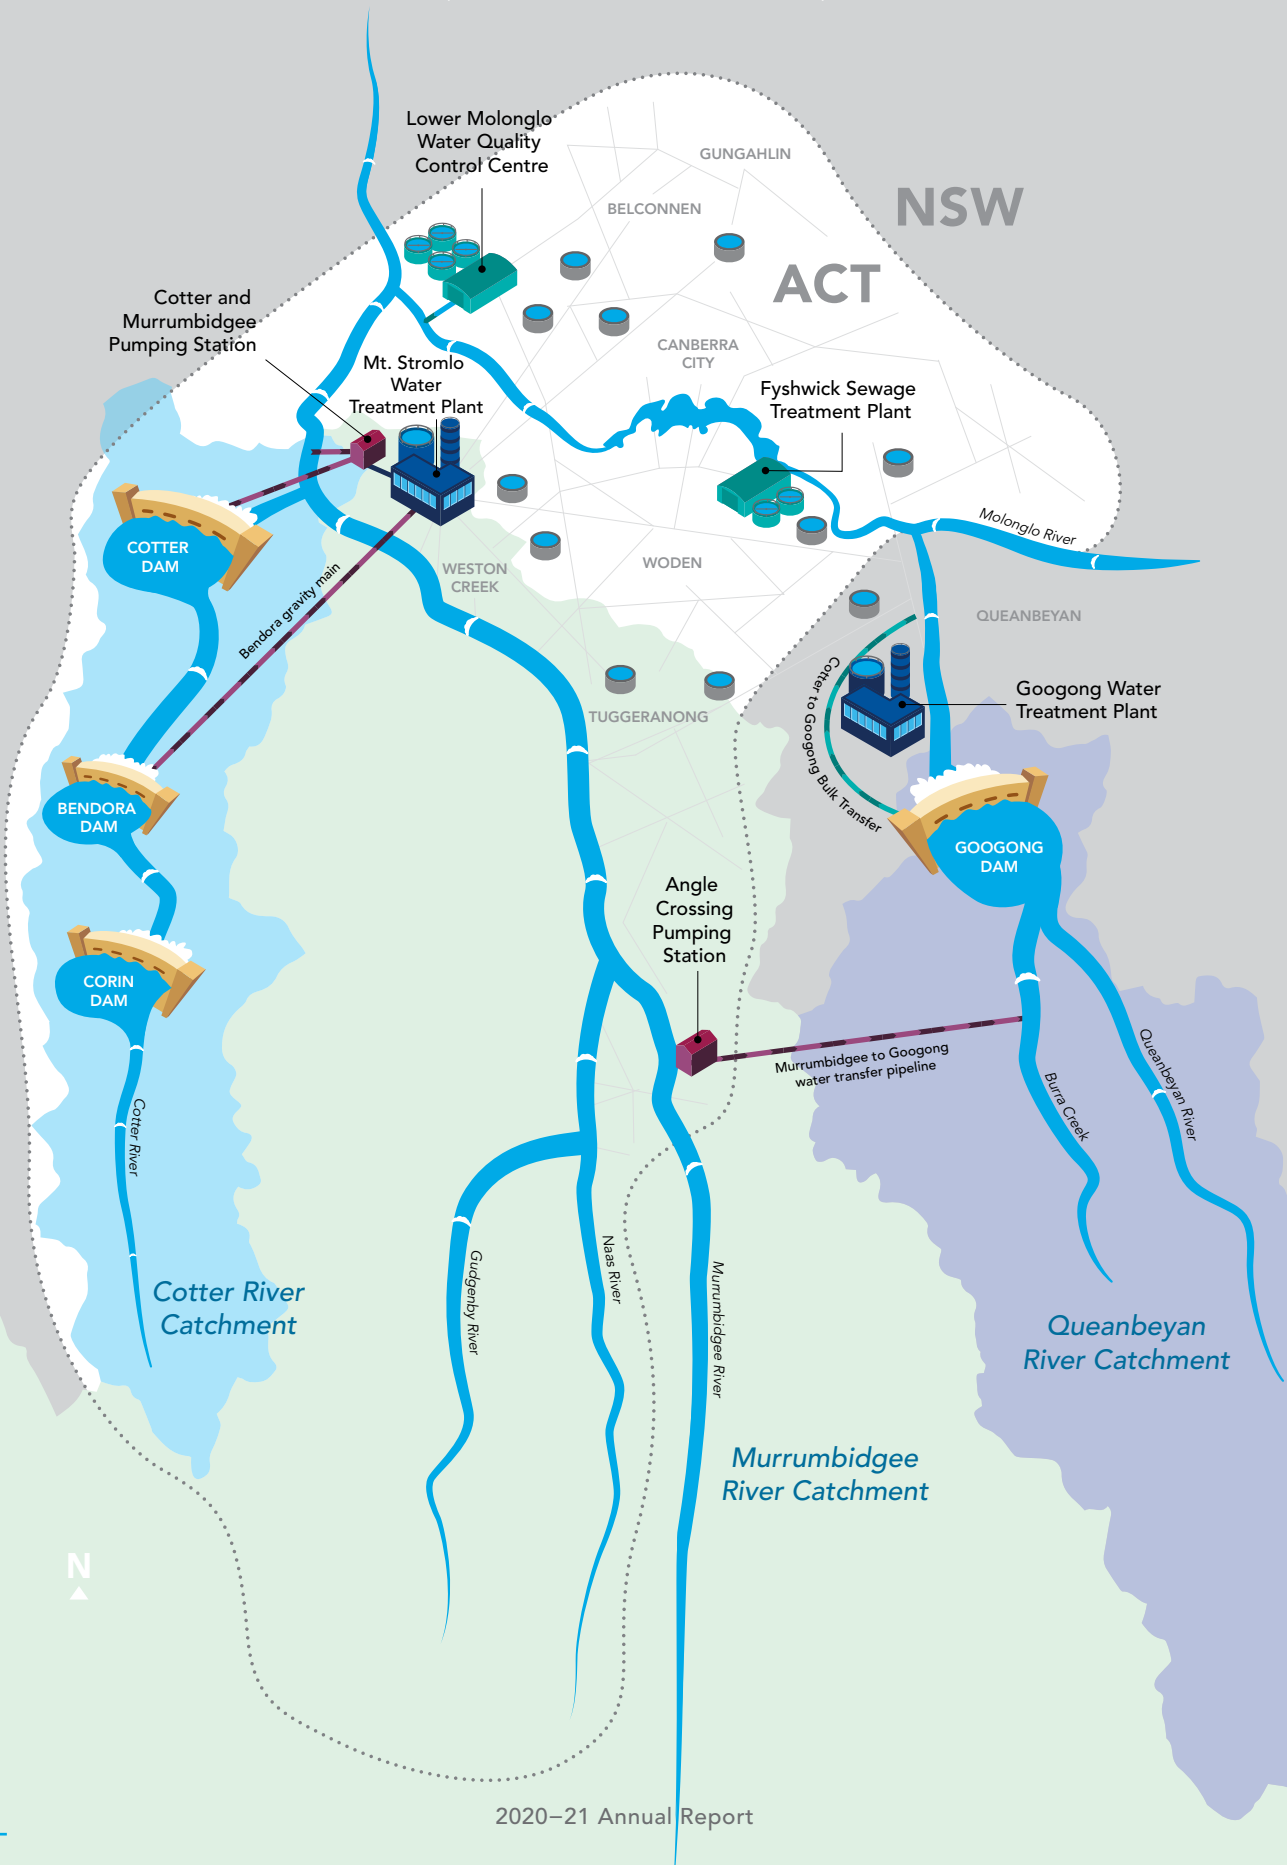 Lower Molonglo
Water Quality
Control Centre
GUNGAHLIN
BELCONNEN
NSW
ACT
Cotter and
Murrumbidgee
Pumping Station
Mt. Stromlo
Water
Treatment Plant
CANBERRA
CITY
Fyshwick Sewage
Treatment Plant
Molonglo River
COTTER
DAM
Bendora gravity main
WESTON
CREEK
WODEN
QUEANBEYAN
Cotter to Googong Bulk Transfer
Googong Water
Treatment Plant
TUGGERANONG
BENDORA
DAM
GOOGONG
DAM
Angle
Crossing
Pumping
Station
CORIN
DAM
Murrumbidgee to Googong
water transfer pipeline
Cotter River
Burra Creek
Queanbeyan River
Gudgenby River
Naas River
Murrumbidgee River
Cotter River
Catchment
Queanbeyan
River Catchment
Murrumbidgee
River Catchment
N
2020–21 Annual Report